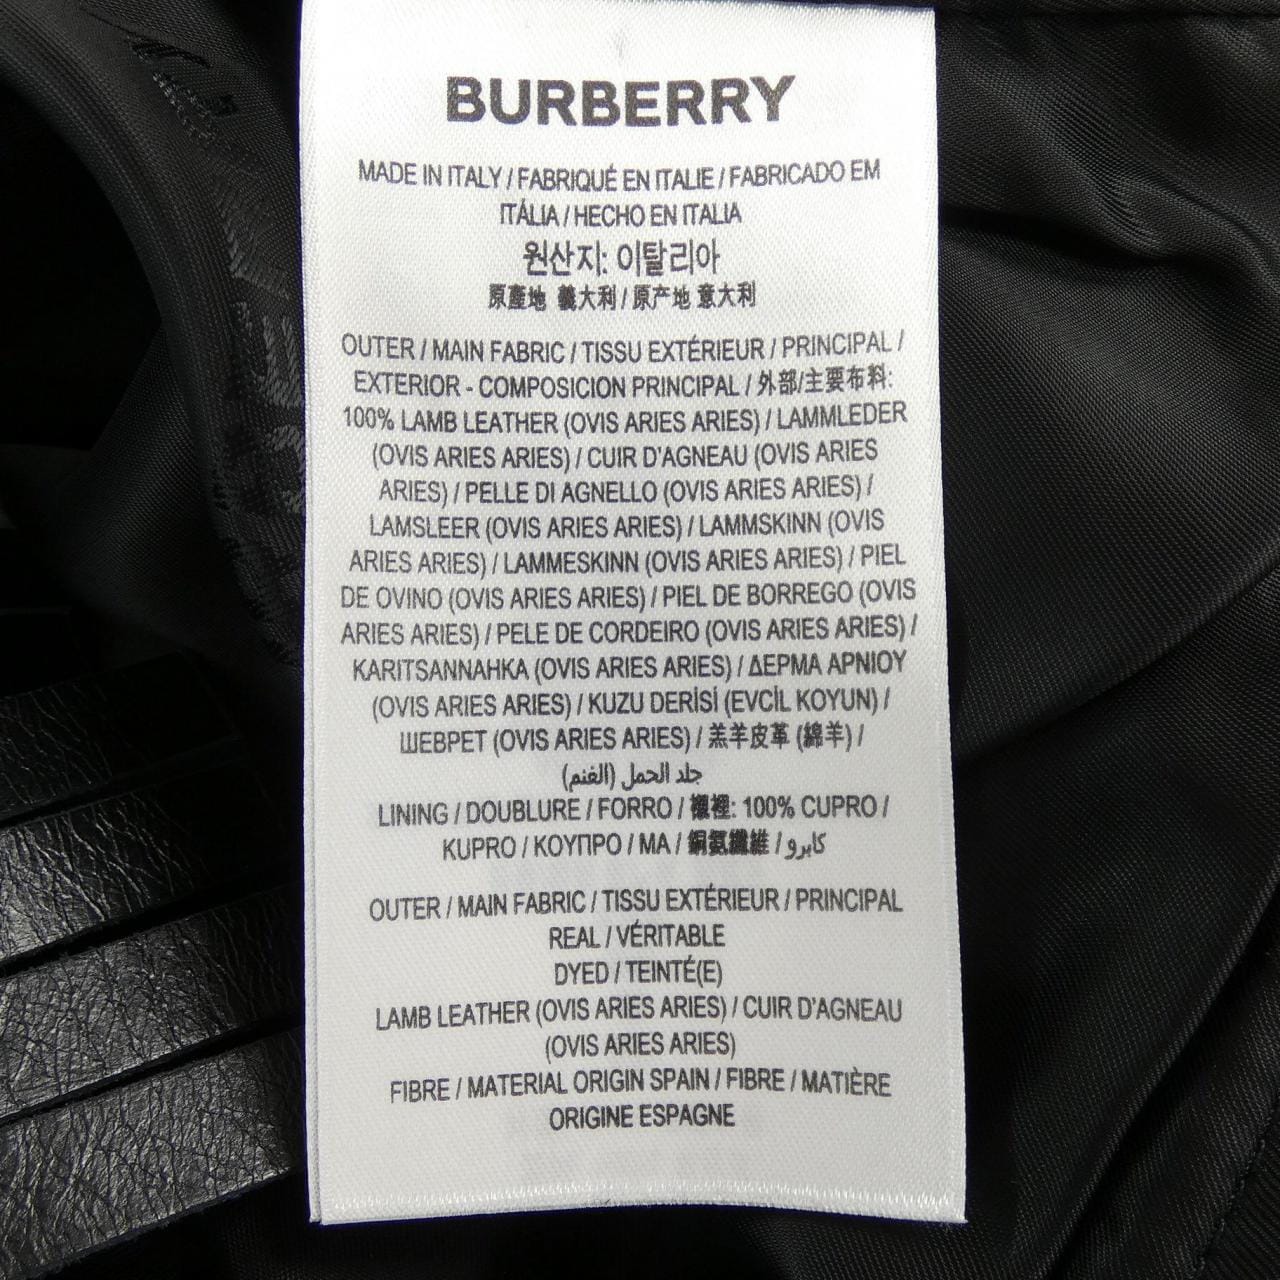 BURBERRY
MADE IN ITALY / FABRIQUÉ EN ITALIE / FABRICADO EM
ITÁLIA / HECHO EN ITALIA
원산지: 이탈리아
原產地 義大利 / 原产地 意大利
OUTER / MAIN FABRIC / TISSU EXTÉRIEUR / PRINCIPAL /
EXTERIOR - COMPOSICION PRINCIPAL / 外部/主要布料:
100% LAMB LEATHER (OVIS ARIES ARIES) / LAMMLEDER
(OVIS ARIES ARIES) / CUIR D'AGNEAU (OVIS ARIES
ARIES) / PELLE DI AGNELLO (OVIS ARIES ARIES) /
LAMSLEER (OVIS ARIES ARIES) / LAMMSKINN (OVIS
ARIES ARIES) / LAMMESKINN (OVIS ARIES ARIES) / PIEL
DE OVINO (OVIS ARIES ARIES) / PIEL DE BORREGO (OVIS
ARIES ARIES) / PELE DE CORDEIRO (OVIS ARIES ARIES) /
KARITSANNAHKA (OVIS ARIES ARIES) / ΔΕΡΜΑ ΑΡΝΙΟΥ
(OVIS ARIES ARIES) / KUZU DERİSİ (EVCİL KOYUN) /
ШЕВРЕТ (OVIS ARIES ARIES) / 羔羊皮革 (綿羊) /
جلد الحمل (الغنم)
LINING / DOUBLURE / FORRO / 襯裡: 100% CUPRO /
KUPRO / ΚΟΥΠΡΟ / МА / 銅氨纖維 / كابرو
OUTER / MAIN FABRIC / TISSU EXTÉRIEUR / PRINCIPAL
REAL / VÉRITABLE
DYED / TEINTÉ(E)
LAMB LEATHER (OVIS ARIES ARIES) / CUIR D'AGNEAU
(OVIS ARIES ARIES)
FIBRE / MATERIAL ORIGIN SPAIN / FIBRE / MATIÈRE
ORIGINE ESPAGNE